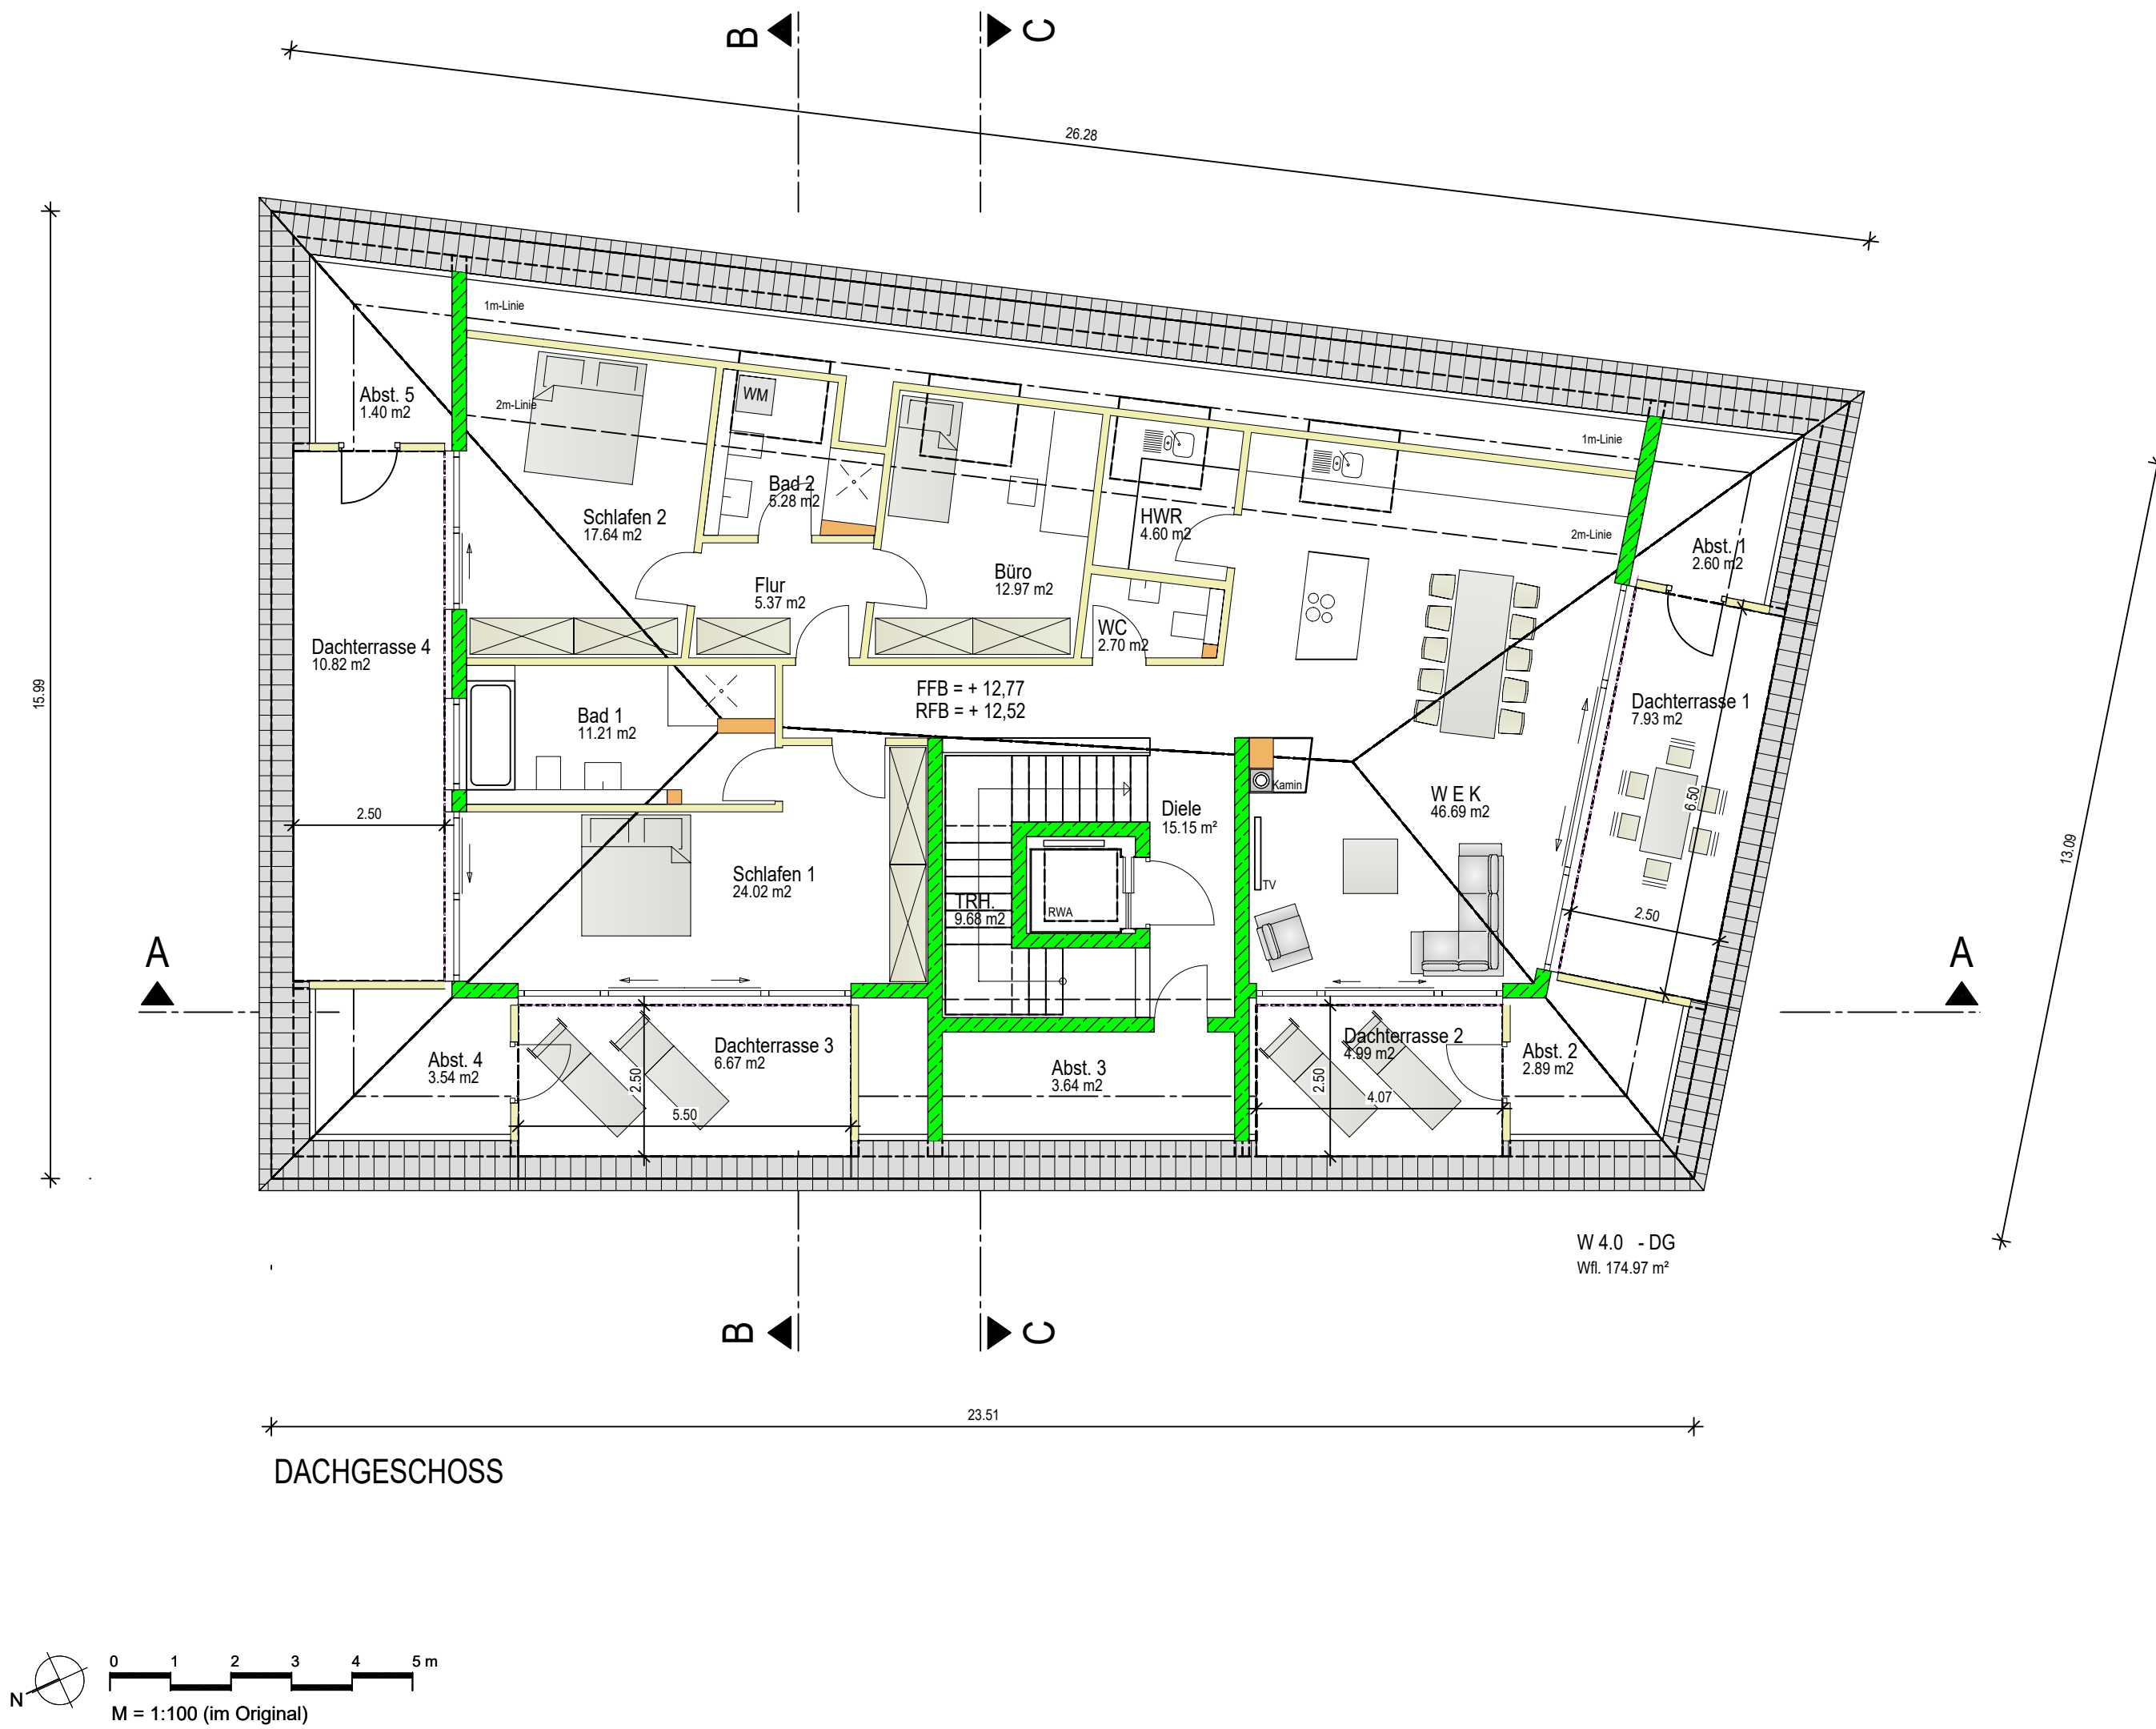 B
C
26.28
15.99
1m-Linie
2m-Linie
Abst. 5
1.40 m2
WM
Schlafen 2
17.64 m2
Bad 2
5.28 m2
Flur
5.37 m2
Büro
12.97 m2
HWR
4.60 m2
WC
2.70 m2
1m-Linie
2m-Linie
Abst. 1
2.60 m2
Dachterrasse 4
10.82 m2
2.50
Bad 1
11.21 m2
FFB = + 12,77
RFB = + 12,52
Dachterrasse 1
7.93 m2
6.50
2.50
13.09
Kamin
W E K
46.69 m2
Diele
15.15 m²
TV
Schlafen 1
24.02 m2
TRH.
9.68 m2
RWA
A
A
Abst. 4
3.54 m2
Dachterrasse 3
6.67 m2
2.50
5.50
Abst. 3
3.64 m2
Dachterrasse 2
4.99 m2
2.50
4.07
Abst. 2
2.89 m2
W 4.0 - DG
Wfl. 174.97 m²
B
C
23.51
DACHGESCHOSS
N
0 1 2 3 4 5 m
M = 1:100 (im Original)